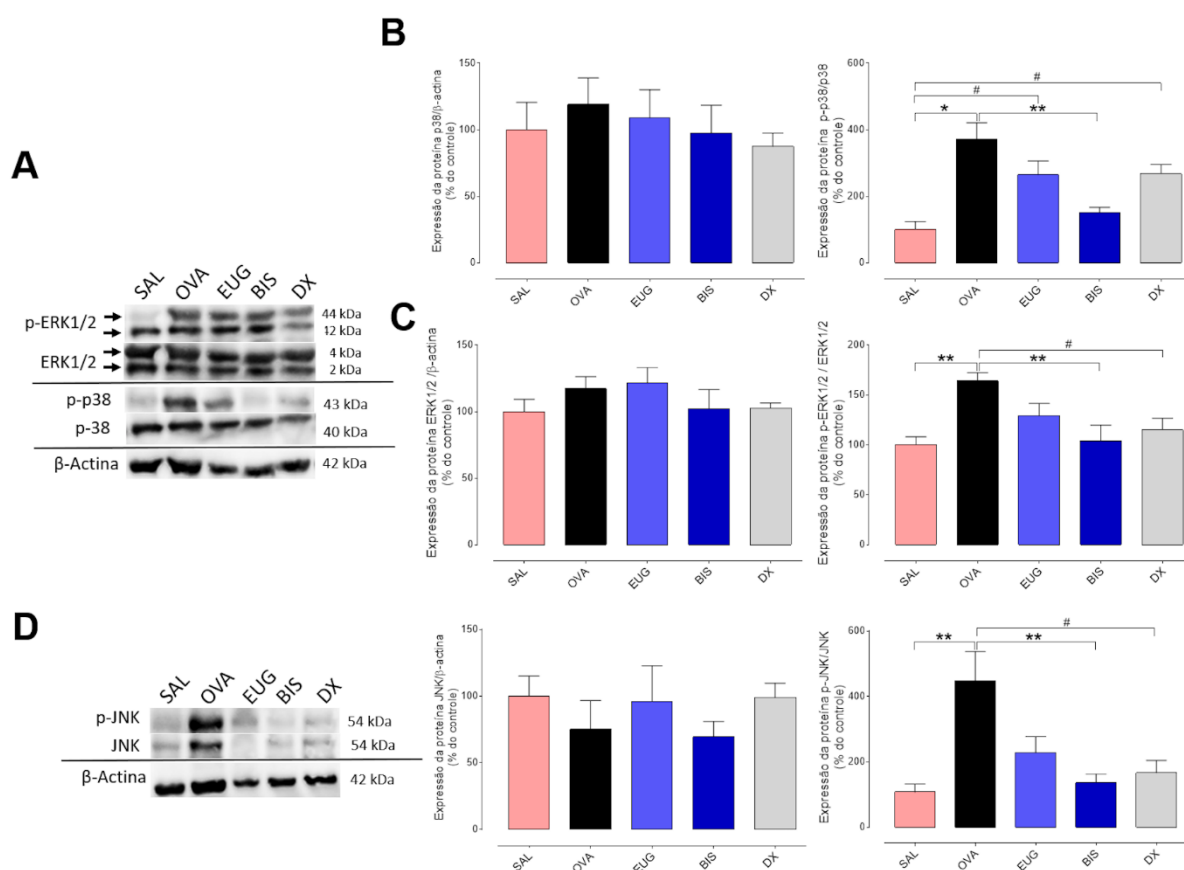 A
SAL OVA EUG BIS DX
p-ERK1/2 44 kDa
12 kDa
ERK1/2 4 kDa
2 kDa
p-p38 43 kDa
p-38 40 kDa
β-Actina 42 kDa
B
Expressão da proteína p38/β-actina
(% do controle)
150
100
50
0
SAL OVA EUG BIS DX
Expressão da proteína p-p38/p38
(% do controle)
600
400
200
0
#
#
* **
SAL OVA EUG BIS DX
C
Expressão da proteína ERK1/2 /β-actina
(% do controle)
150
100
50
0
SAL OVA EUG BIS DX
Expressão da proteína p-ERK1/2 / ERK1/2
(% do controle)
200
150
100
50
0
#
** **
SAL OVA EUG BIS DX
D
SAL OVA EUG BIS DX
p-JNK 54 kDa
JNK 54 kDa
β-Actina 42 kDa
Expressão da proteína JNK/β-actina
(% do controle)
150
100
50
0
SAL OVA EUG BIS DX
Expressão da proteína p-JNK/JNK
(% do controle)
600
400
200
0
#
** **
SAL OVA EUG BIS DX